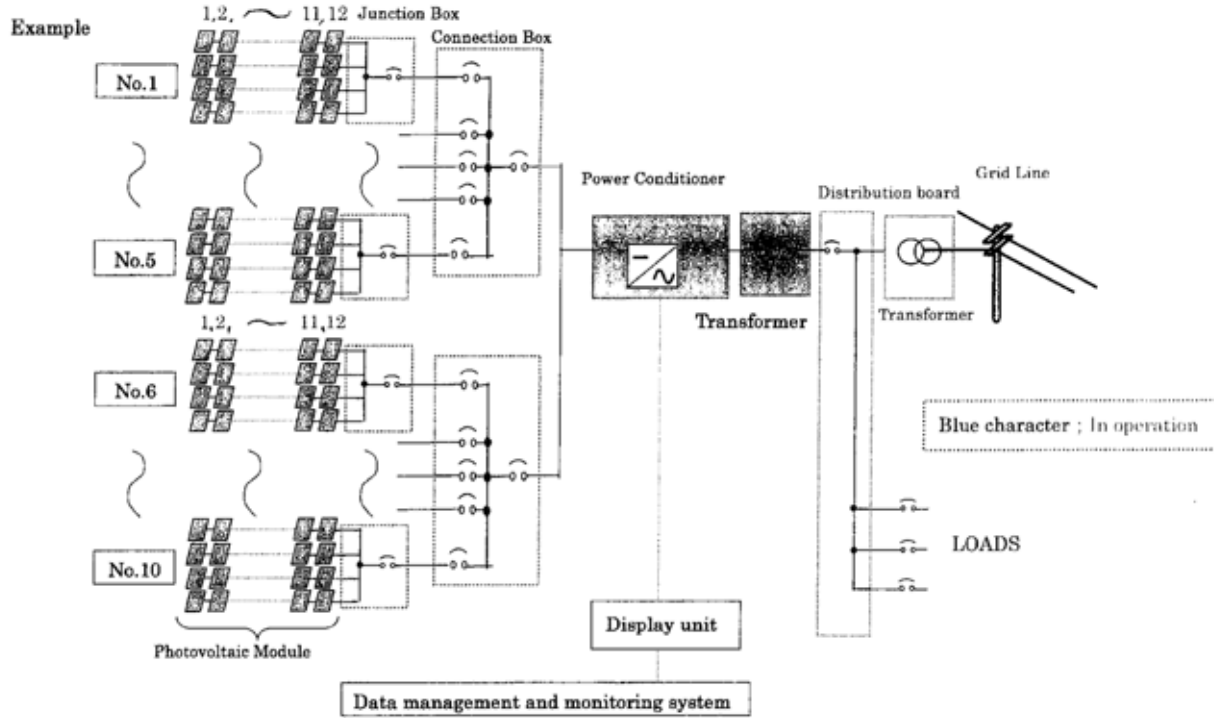 Example
1,2, 11,12 Junction Box
Connection Box
No.1
No.5
Power Conditioner
Distribution board
Grid Line
Transformer
Transformer
1,2, 11,12
No.6
Blue character ; In operation
LOADS
No.10
Photovoltaic Module
Display unit
Data management and monitoring system